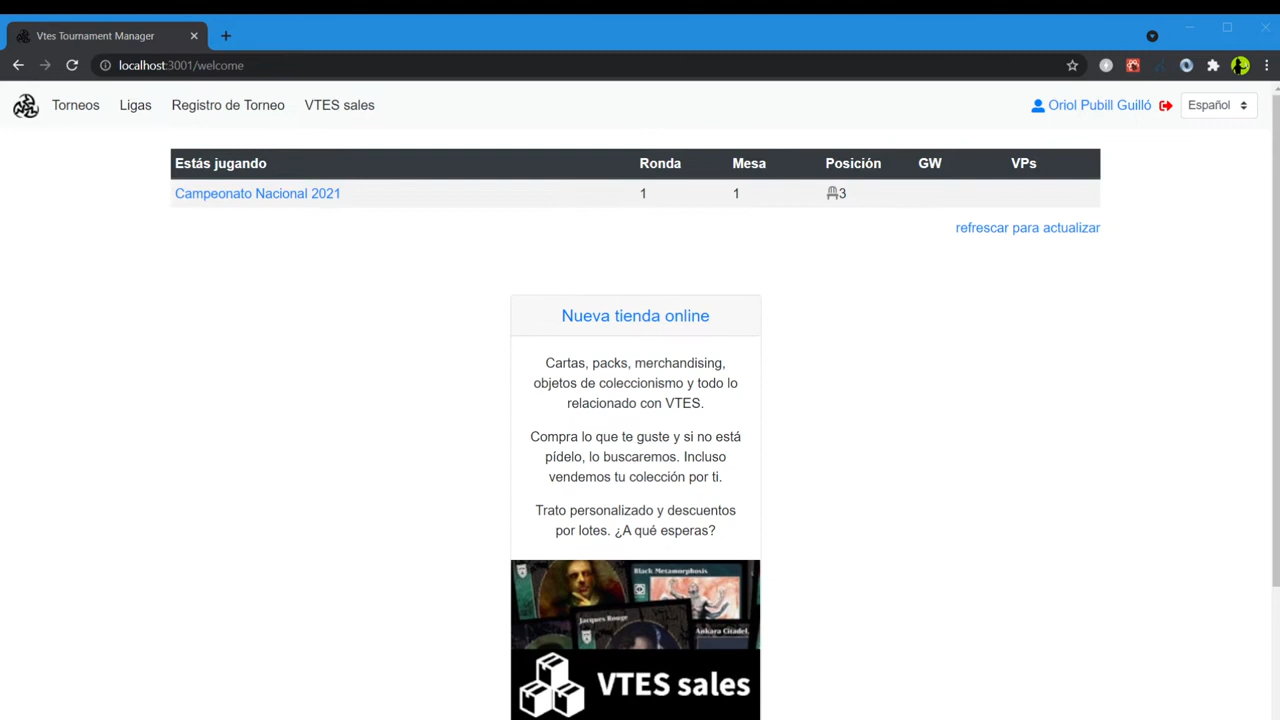 Vtes Tournament Manager
localhost:3001/welcome
Torneos Ligas Registro de Torneo VTES sales Oriol Pubill Guilló Español
Estás jugando Ronda Mesa Posición GW VPs
Campeonato Nacional 2021 1 1 3
refrescar para actualizar
Nueva tienda online
Cartas, packs, merchandising,
objetos de coleccionismo y todo lo
relacionado con VTES.
Compra lo que te guste y si no está
pídelo, lo buscaremos. Incluso
vendemos tu colección por ti.
Trato personalizado y descuentos
por lotes. ¿A qué esperas?
Black Metamorphosis
Jacques Rouge
Ankara Citadel,
VTES sales